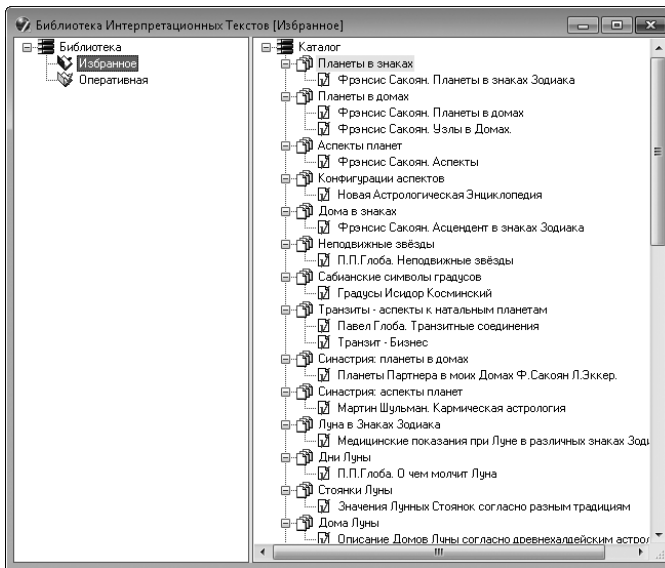 Библиотека Интерпретационных Текстов [Избранное]
Библиотека
Избранное
Оперативная
Каталог
Планеты в знаках
Фрэнсис Сакоян. Планеты в знаках Зодиака
Планеты в домах
Фрэнсис Сакоян. Планеты в домах
Фрэнсис Сакоян. Узлы в Домах.
Аспекты планет
Фрэнсис Сакоян. Аспекты
Конфигурации аспектов
Новая Астрологическая Энциклопедия
Дома в знаках
Фрэнсис Сакоян. Асцендент в знаках Зодиака
Неподвижные звёзды
П.П.Глоба. Неподвижные звёзды
Сабианские символы градусов
Градусы Исидор Косминский
Транзиты - аспекты к натальным планетам
Павел Глоба. Транзитные соединения
Транзит - Бизнес
Синастрия: планеты в домах
Планеты Партнера в моих Домах Ф.Сакоян Л.Эккер.
Синастрия: аспекты планет
Мартин Шульман. Кармическая астрология
Луна в Знаках Зодиака
Медицинские показания при Луне в различных знаках Зоди
Дни Луны
П.П.Глоба. О чем молчит Луна
Стоянки Луны
Значения Лунных Стоянок согласно разным традициям
Дома Луны
Описание Домов Луны согласно древнехалдейским астрол